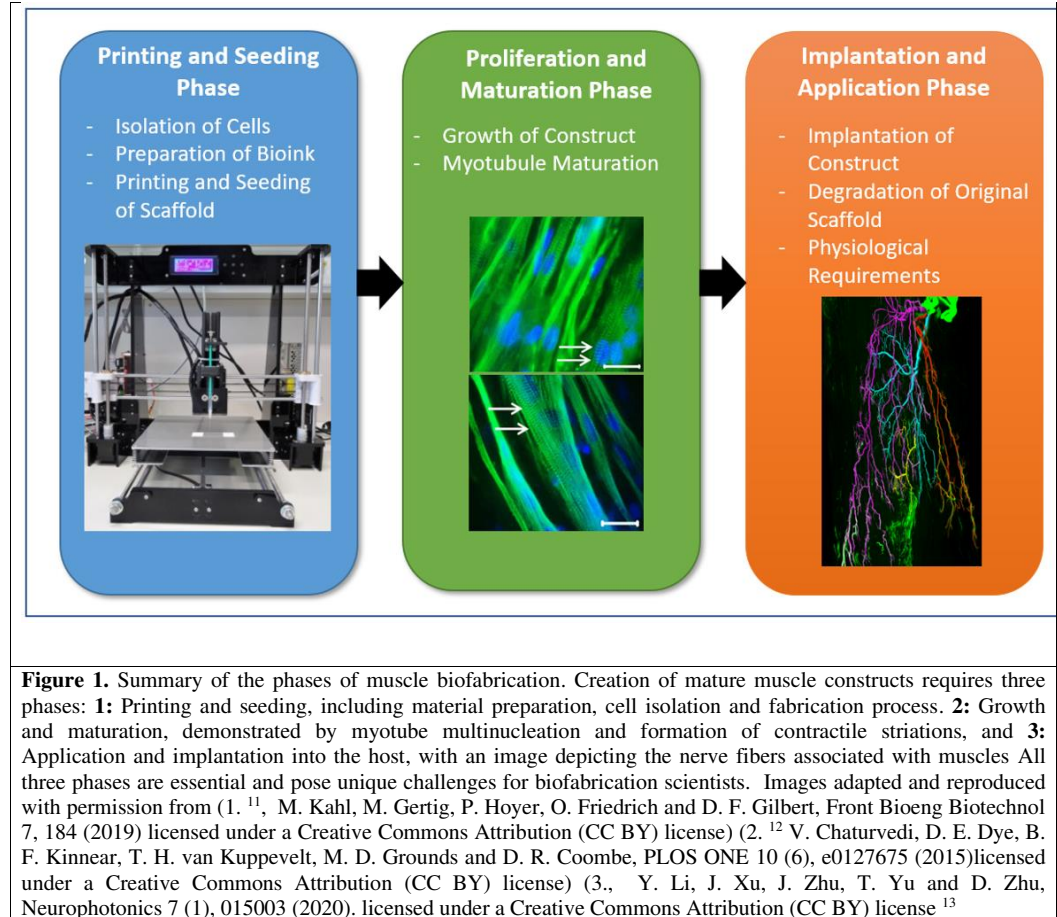 Printing and Seeding
Phase
- Isolation of Cells
- Preparation of Bioink
- Printing and Seeding
of Scaffold
Proliferation and
Maturation Phase
- Growth of Construct
- Myotubule Maturation
Implantation and
Application Phase
- Implantation of
Construct
- Degradation of Original
Scaffold
- Physiological
Requirements
Figure 1. Summary of the phases of muscle biofabrication. Creation of mature muscle constructs requires three
phases: 1: Printing and seeding, including material preparation, cell isolation and fabrication process. 2: Growth
and maturation, demonstrated by myotube multinucleation and formation of contractile striations, and 3:
Application and implantation into the host, with an image depicting the nerve fibers associated with muscles All
three phases are essential and pose unique challenges for biofabrication scientists. Images adapted and reproduced
with permission from (1. 11, M. Kahl, M. Gertig, P. Hoyer, O. Friedrich and D. F. Gilbert, Front Bioeng Biotechnol
7, 184 (2019) licensed under a Creative Commons Attribution (CC BY) license) (2. 12 V. Chaturvedi, D. E. Dye, B.
F. Kinnear, T. H. van Kuppevelt, M. D. Grounds and D. R. Coombe, PLOS ONE 10 (6), e0127675 (2015)licensed
under a Creative Commons Attribution (CC BY) license) (3., Y. Li, J. Xu, J. Zhu, T. Yu and D. Zhu,
Neurophotonics 7 (1), 015003 (2020). licensed under a Creative Commons Attribution (CC BY) license 13